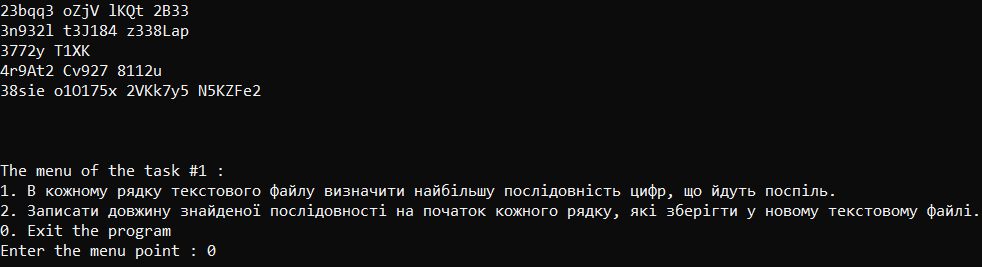 23bqq3 oZjV lKQt 2B33
3n932l t3J184 z338Lap
3772y T1XK
4r9At2 Cv927 8112u
38sie o1O175x 2VKk7y5 N5KZFe2
The menu of the task #1 :
1. В кожному рядку текстового файлу визначити найбільшу послідовність цифр, що йдуть поспіль.
2. Записати довжину знайденої послідовності на початок кожного рядку, які зберігти у новому текстовому файлі.
0. Exit the program
Enter the menu point : 0